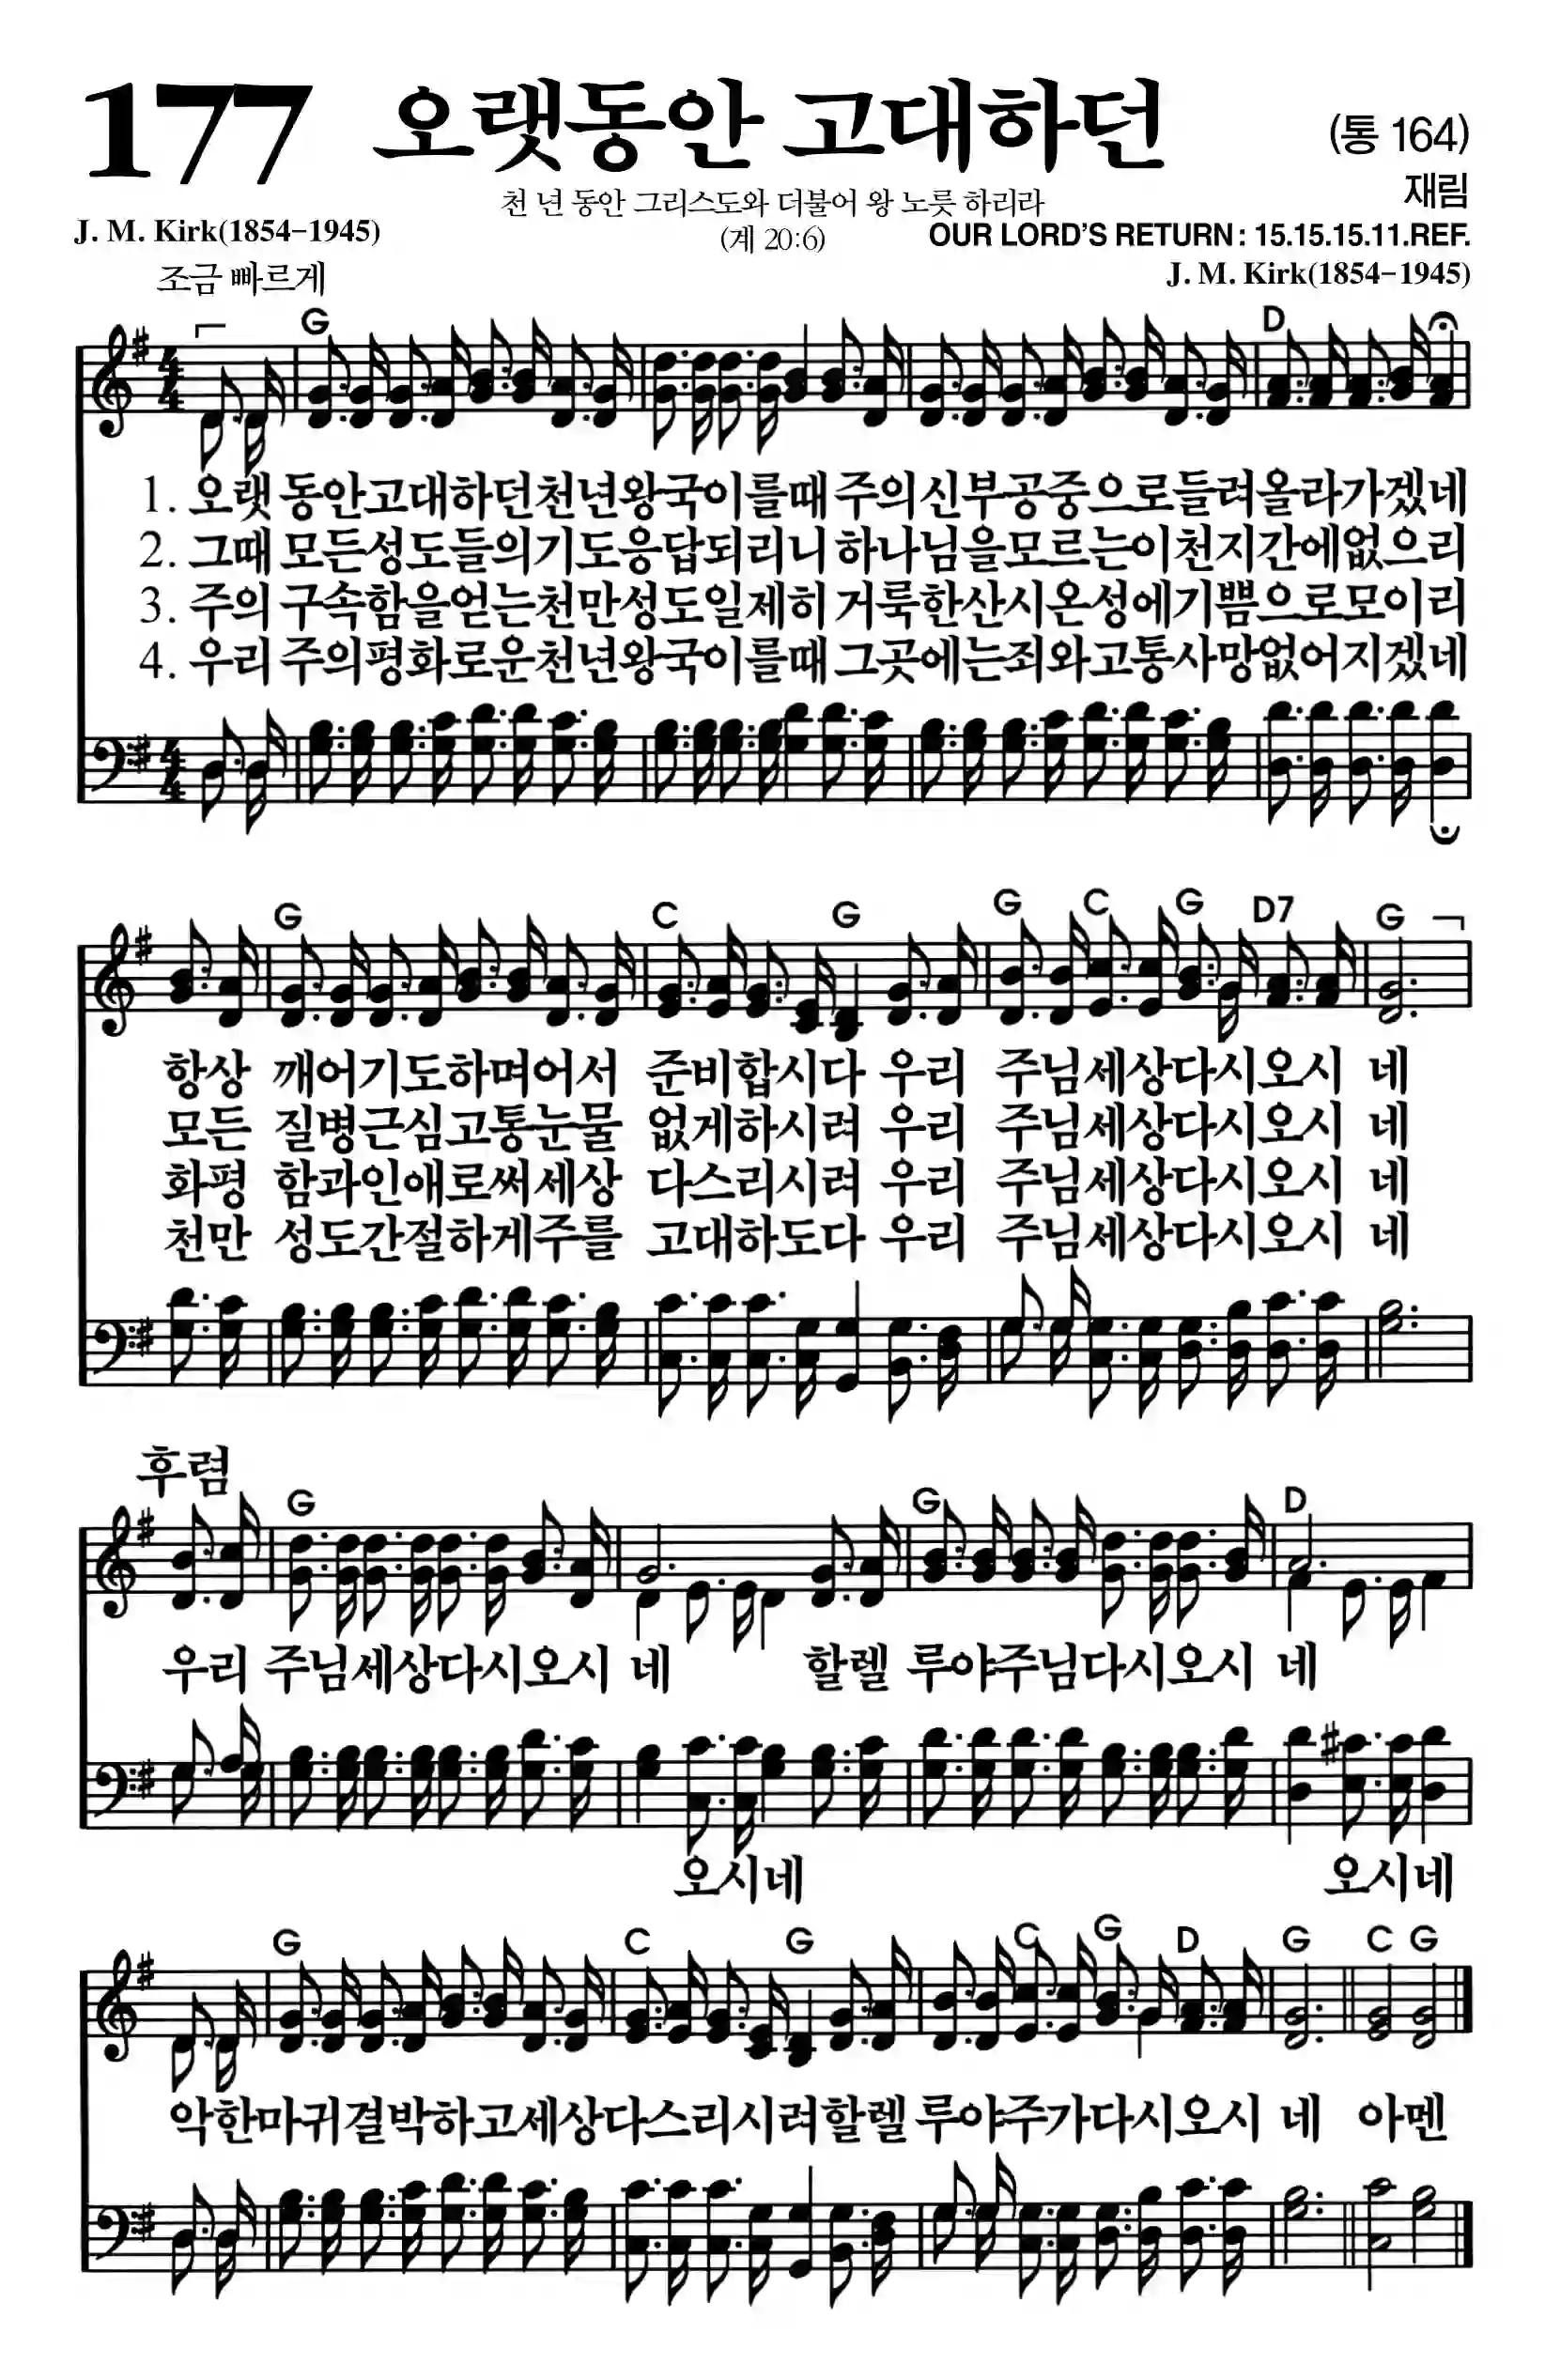 177 오랫동안 고대하던 (통 164)
천 년 동안 그리스도와 더불어 왕 노릇 하리라 재림
J. M. Kirk(1854-1945) (계 20:6) OUR LORD'S RETURN : 15.15.15.11.REF.
조금 빠르게 J. M. Kirk(1854-1945)
G D
1. 오랫 동안고대하던천년왕국이를때 주의신부공중으로들려올라가겠네
2. 그때 모든성도들의기도응답되리니 하나님을모르는이천지간에없으리
3. 주의 구속함을얻는천만성도일제히 거룩한산시온성에기쁨으로모이리
4. 우리 주의평화로운천년왕국이를때 그곳에는죄와고통사망없어지겠네
G C G G C G D7 G
항상 깨어기도하며어서 준비합시다 우리 주님세상다시오시 네
모든 질병근심고통눈물 없게하시려 우리 주님세상다시오시 네
화평 함과인애로써세상 다스리시려 우리 주님세상다시오시 네
천만 성도간절하게주를 고대하도다 우리 주님세상다시오시 네
후렴
G G D
우리 주님세상다시오시 네 할렐 루야주님다시오시 네
오시네 오시네
G C G C G D G C G
악한마귀결박하고세상다스리시려할렐 루야주가다시오시 네 아멘